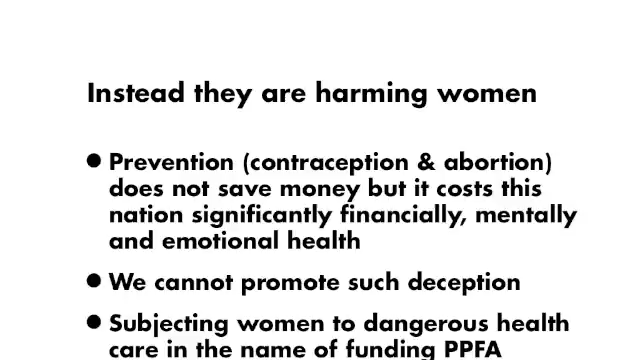 Instead they are harming women
● Prevention (contraception & abortion)
does not save money but it costs this
nation significantly financially, mentally
and emotional health
● We cannot promote such deception
● Subjecting women to dangerous health
care in the name of funding PPFA